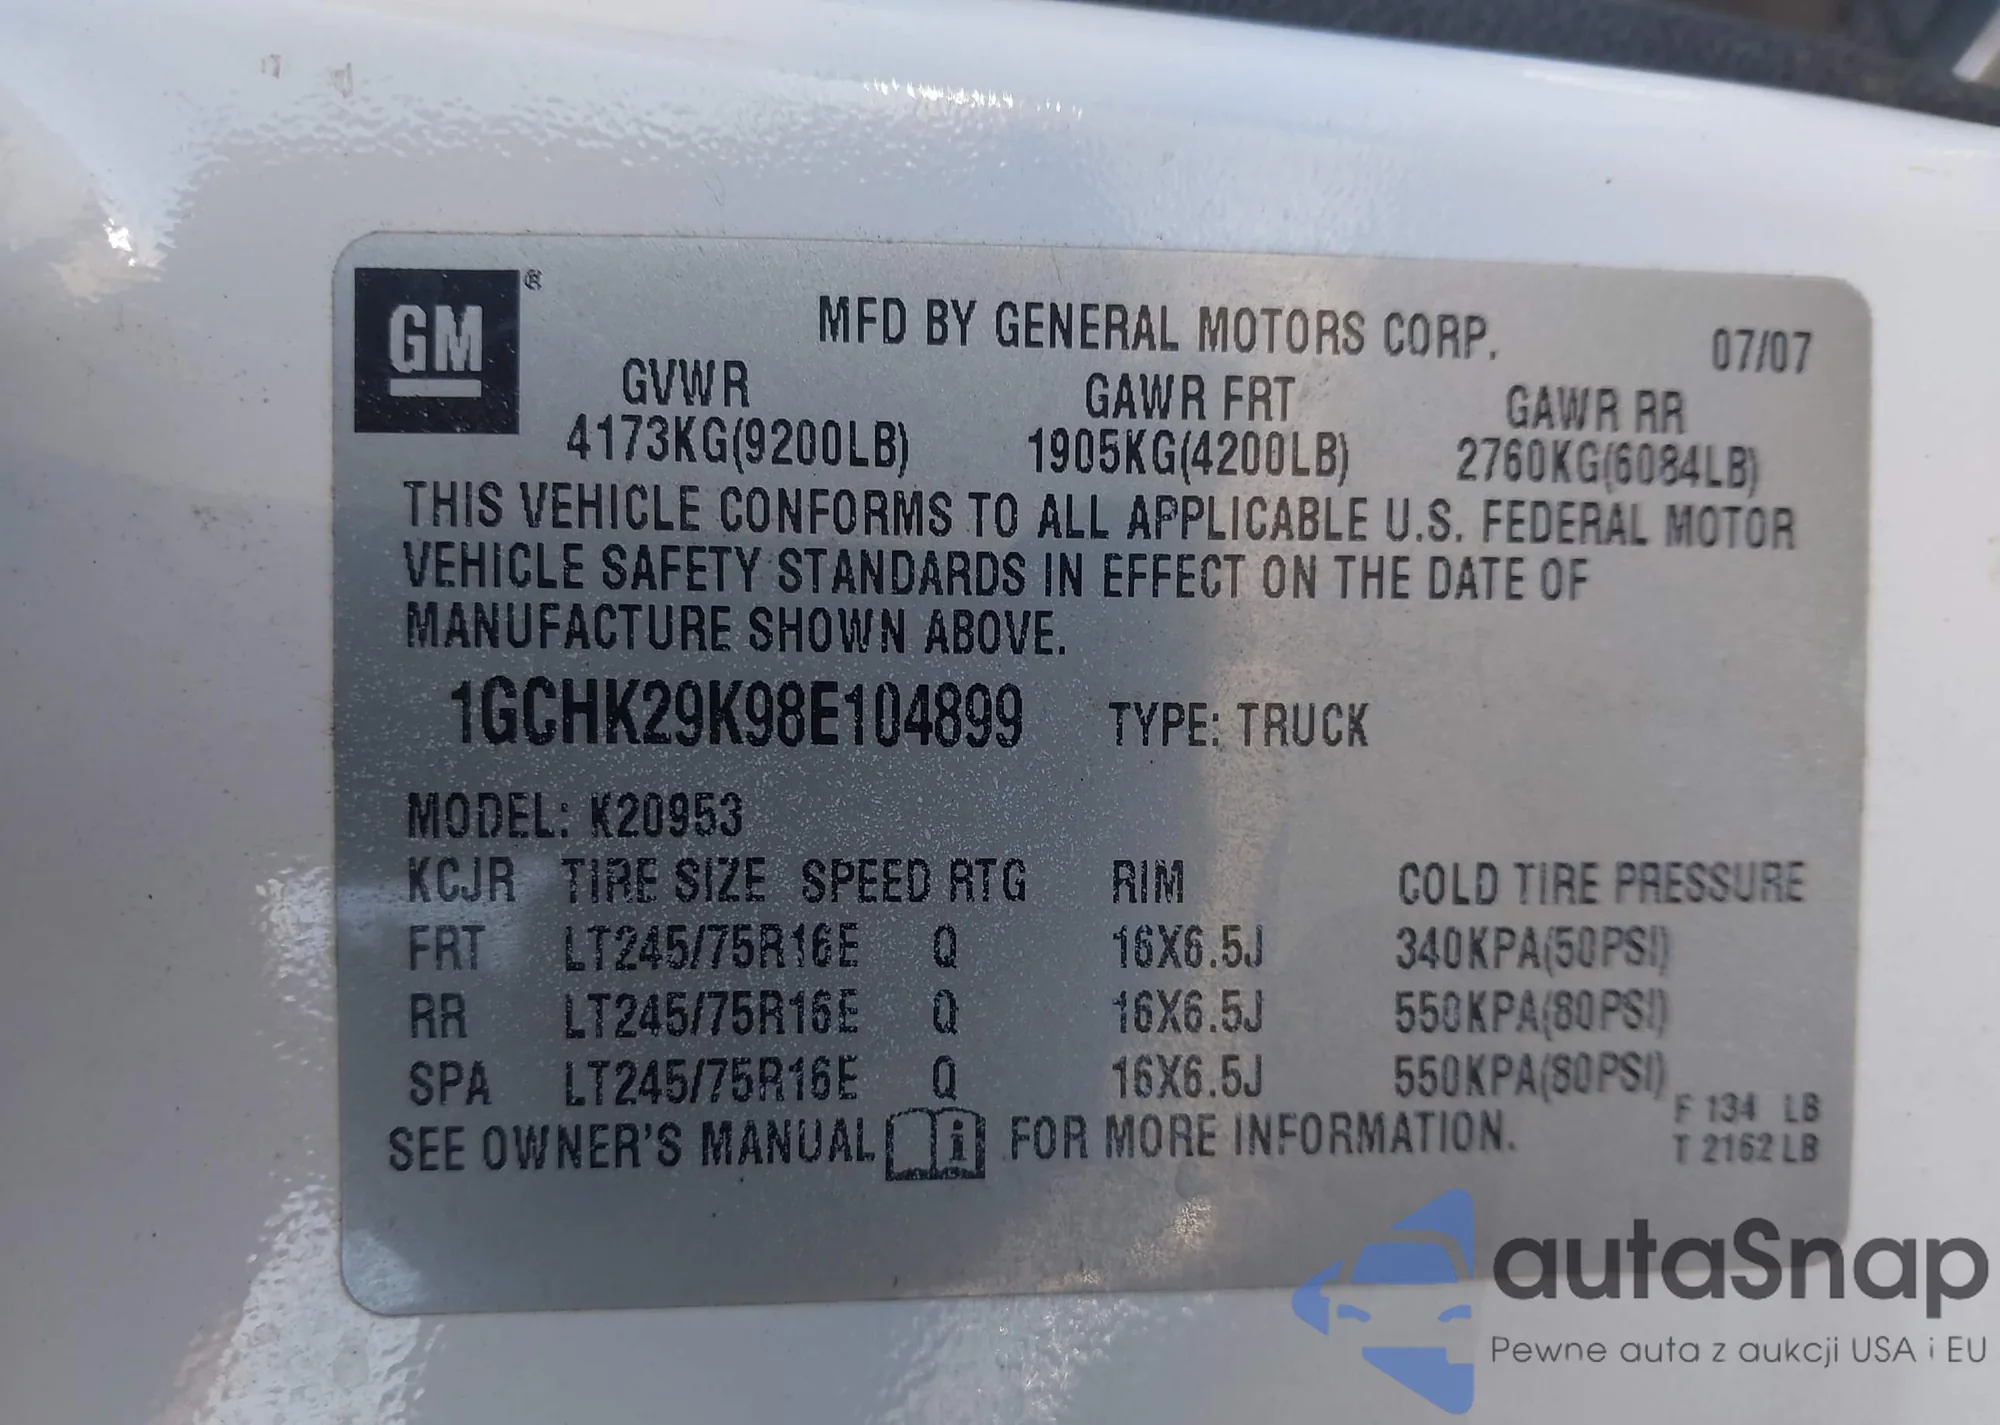 GM ®
MFD BY GENERAL MOTORS CORP. 07/07
GVWR GAWR FRT GAWR RR
4173KG(9200LB) 1905KG(4200LB) 2760KG(6084LB)
THIS VEHICLE CONFORMS TO ALL APPLICABLE U.S. FEDERAL MOTOR
VEHICLE SAFETY STANDARDS IN EFFECT ON THE DATE OF
MANUFACTURE SHOWN ABOVE.
1GCHK29K98E104899 TYPE: TRUCK
MODEL: K20953
KCJR TIRE SIZE SPEED RTG RIM COLD TIRE PRESSURE
FRT LT245/75R16E Q 16X6.5J 340KPA(50PSI)
RR LT245/75R16E Q 16X6.5J 550KPA(80PSI)
SPA LT245/75R16E Q 16X6.5J 550KPA(80PSI)
F 134 LB
SEE OWNER'S MANUAL i FOR MORE INFORMATION. T 2162 LB
autaSnap
Pewne auta z aukcji USA i EU